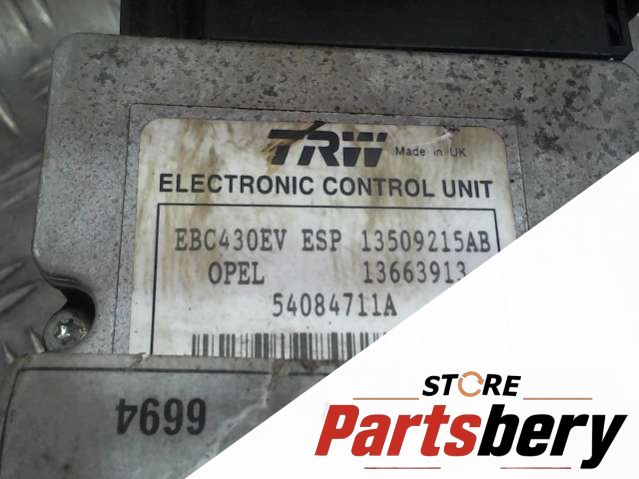 TRW Made in UK
ELECTRONIC CONTROL UNIT
EBC430EV ESP 13509215AB
OPEL 13663913
54084711A
6694
STORE
Partsbery